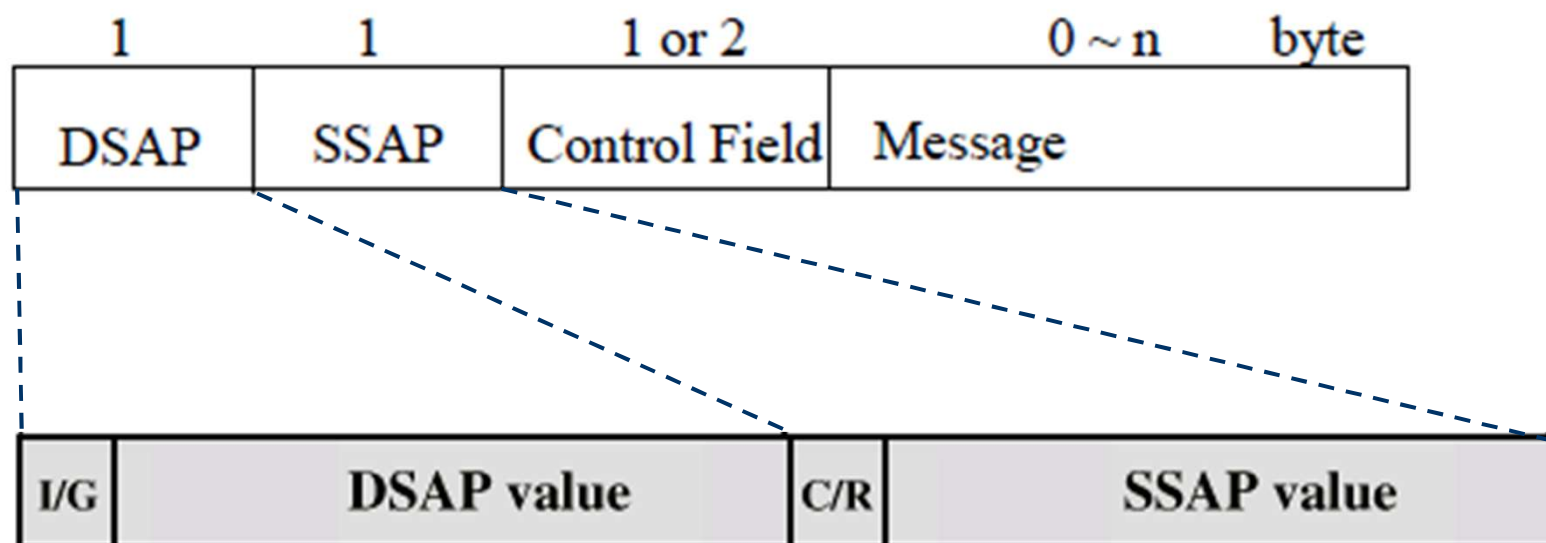 1 1 1 or 2 0 ~ n byte
DSAP SSAP Control Field Message
I/G DSAP value C/R SSAP value